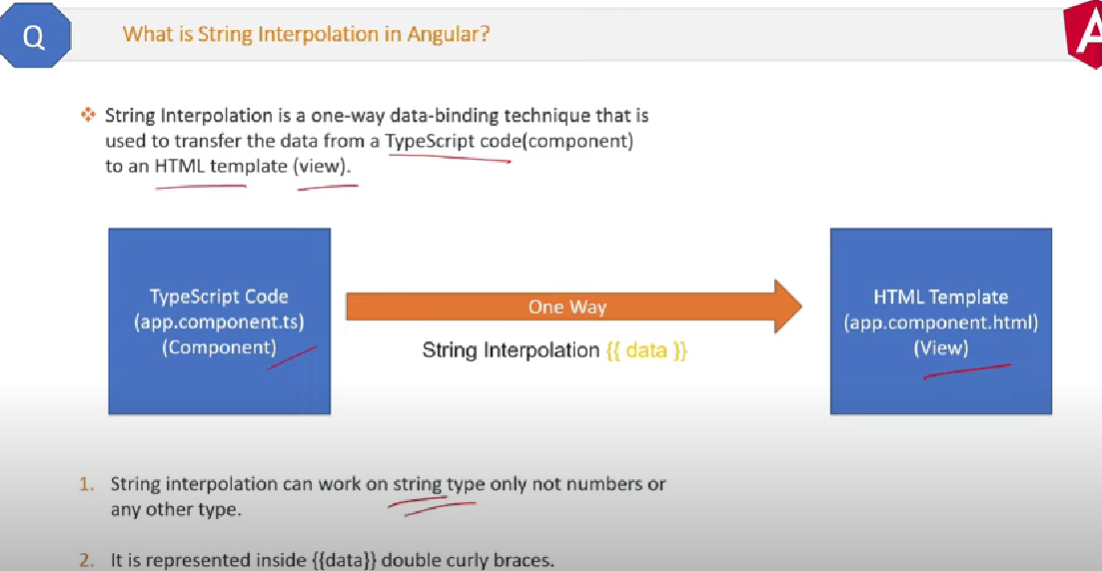 Q
What is String Interpolation in Angular?
A
String Interpolation is a one-way data-binding technique that is
used to transfer the data from a TypeScript code(component)
to an HTML template (view).
TypeScript Code
(app.component.ts)
(Component)
One Way
String Interpolation {{ data }}
HTML Template
(app.component.html)
(View)
1. String interpolation can work on string type only not numbers or
any other type.
2. It is represented inside {{data}} double curly braces.